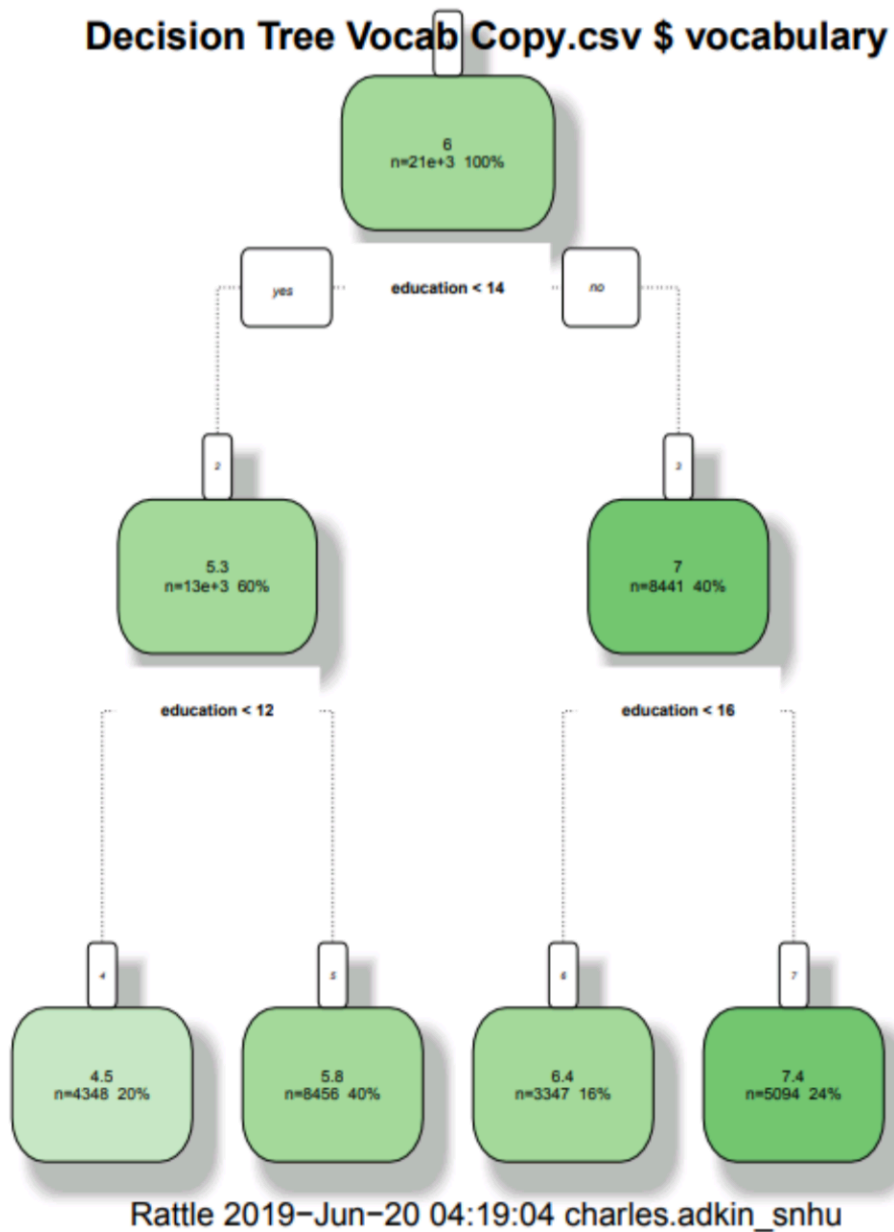 Decision Tree Vocab Copy.csv $ vocabulary
6
n=21e+3 100%
yes
education < 14
no
2
3
5.3
n=13e+3 60%
7
n=8441 40%
education < 12
education < 16
4
5
6
7
4.5
n=4348 20%
5.8
n=8456 40%
6.4
n=3347 16%
7.4
n=5094 24%
Rattle 2019−Jun−20 04:19:04 charles.adkin_snhu